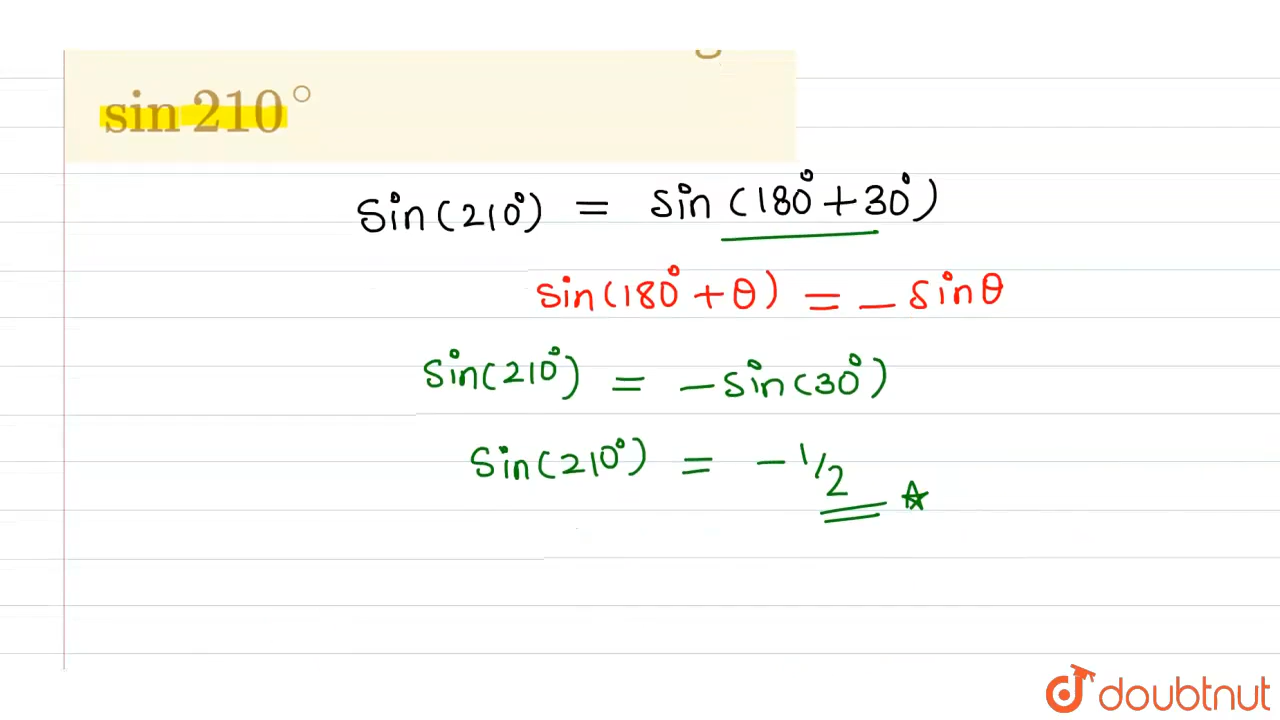 sin 210°
Sin(210°) = sin(180°+30°)
sin(180°+θ) = - sinθ
sin(210°) = - sin(30°)
Sin(210°) = - 1/2
doubtnut